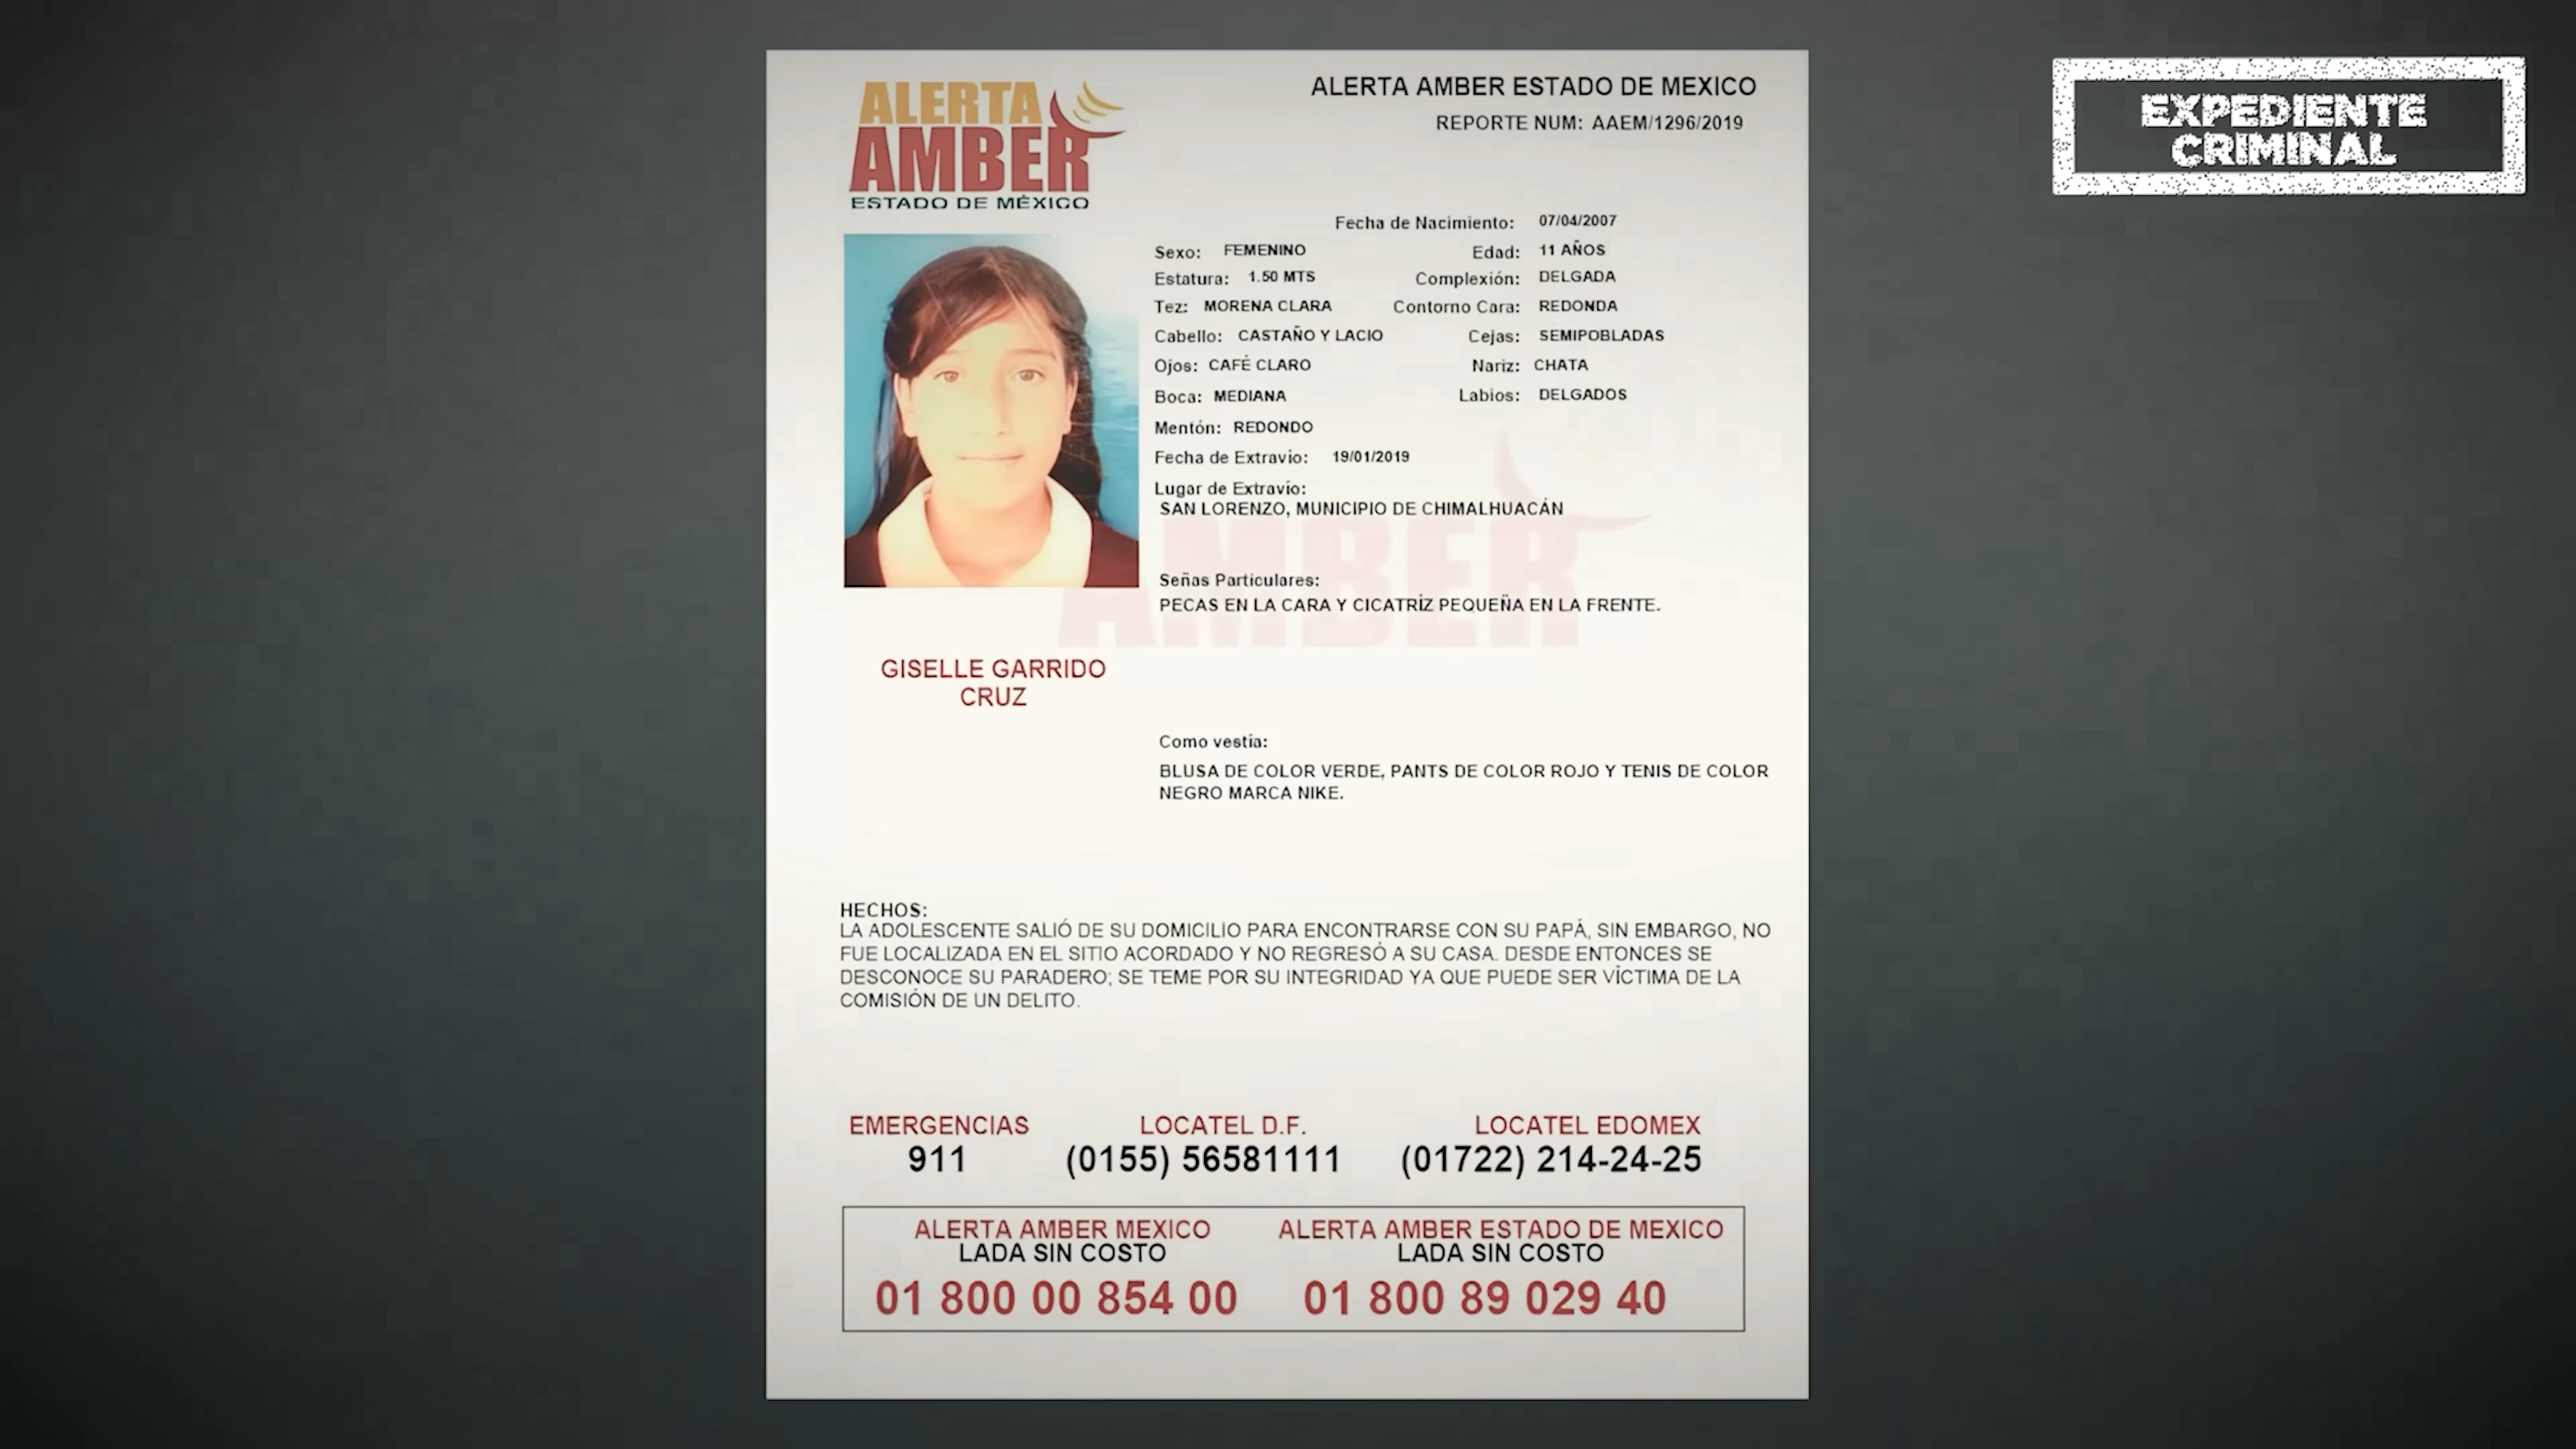 EXPEDIENTE
CRIMINAL
ALERTA
AMBER
ESTADO DE MÉXICO
ALERTA AMBER ESTADO DE MEXICO
REPORTE NUM: AAEM/1296/2019
Fecha de Nacimiento: 07/04/2007
Sexo: FEMENINO Edad: 11 AÑOS
Estatura: 1.50 MTS Complexión: DELGADA
Tez: MORENA CLARA Contorno Cara: REDONDA
Cabello: CASTAÑO Y LACIO Cejas: SEMIPOBLADAS
Ojos: CAFÉ CLARO Nariz: CHATA
Boca: MEDIANA Labios: DELGADOS
Mentón: REDONDO
Fecha de Extravío: 19/01/2019
Lugar de Extravío:
SAN LORENZO, MUNICIPIO DE CHIMALHUACÁN
AMBER
Señas Particulares:
PECAS EN LA CARA Y CICATRÍZ PEQUEÑA EN LA FRENTE.
GISELLE GARRIDO
CRUZ
Como vestía:
BLUSA DE COLOR VERDE, PANTS DE COLOR ROJO Y TENIS DE COLOR
NEGRO MARCA NIKE.
HECHOS:
LA ADOLESCENTE SALIÓ DE SU DOMICILIO PARA ENCONTRARSE CON SU PAPÁ, SIN EMBARGO, NO
FUE LOCALIZADA EN EL SITIO ACORDADO Y NO REGRESÓ A SU CASA. DESDE ENTONCES SE
DESCONOCE SU PARADERO; SE TEME POR SU INTEGRIDAD YA QUE PUEDE SER VÍCTIMA DE LA
COMISIÓN DE UN DELITO.
EMERGENCIAS LOCATEL D.F. LOCATEL EDOMEX
911 (0155) 56581111 (01722) 214-24-25
ALERTA AMBER MEXICO ALERTA AMBER ESTADO DE MEXICO
LADA SIN COSTO LADA SIN COSTO
01 800 00 854 00 01 800 89 029 40